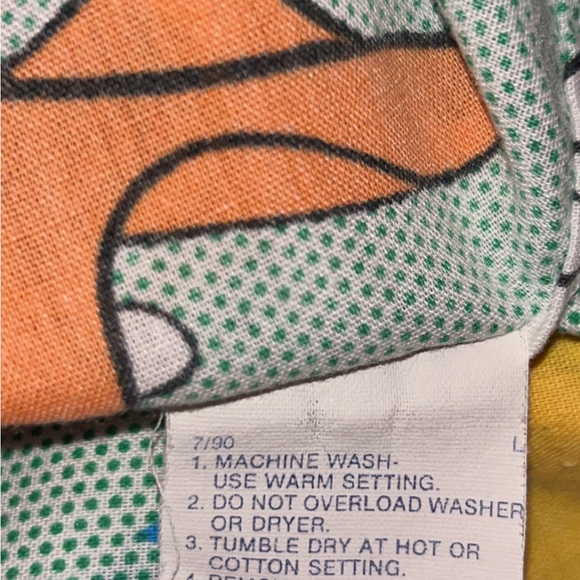 7/90 L
1. MACHINE WASH-
USE WARM SETTING.
2. DO NOT OVERLOAD WASHER
OR DRYER.
3. TUMBLE DRY AT HOT OR
COTTON SETTING.